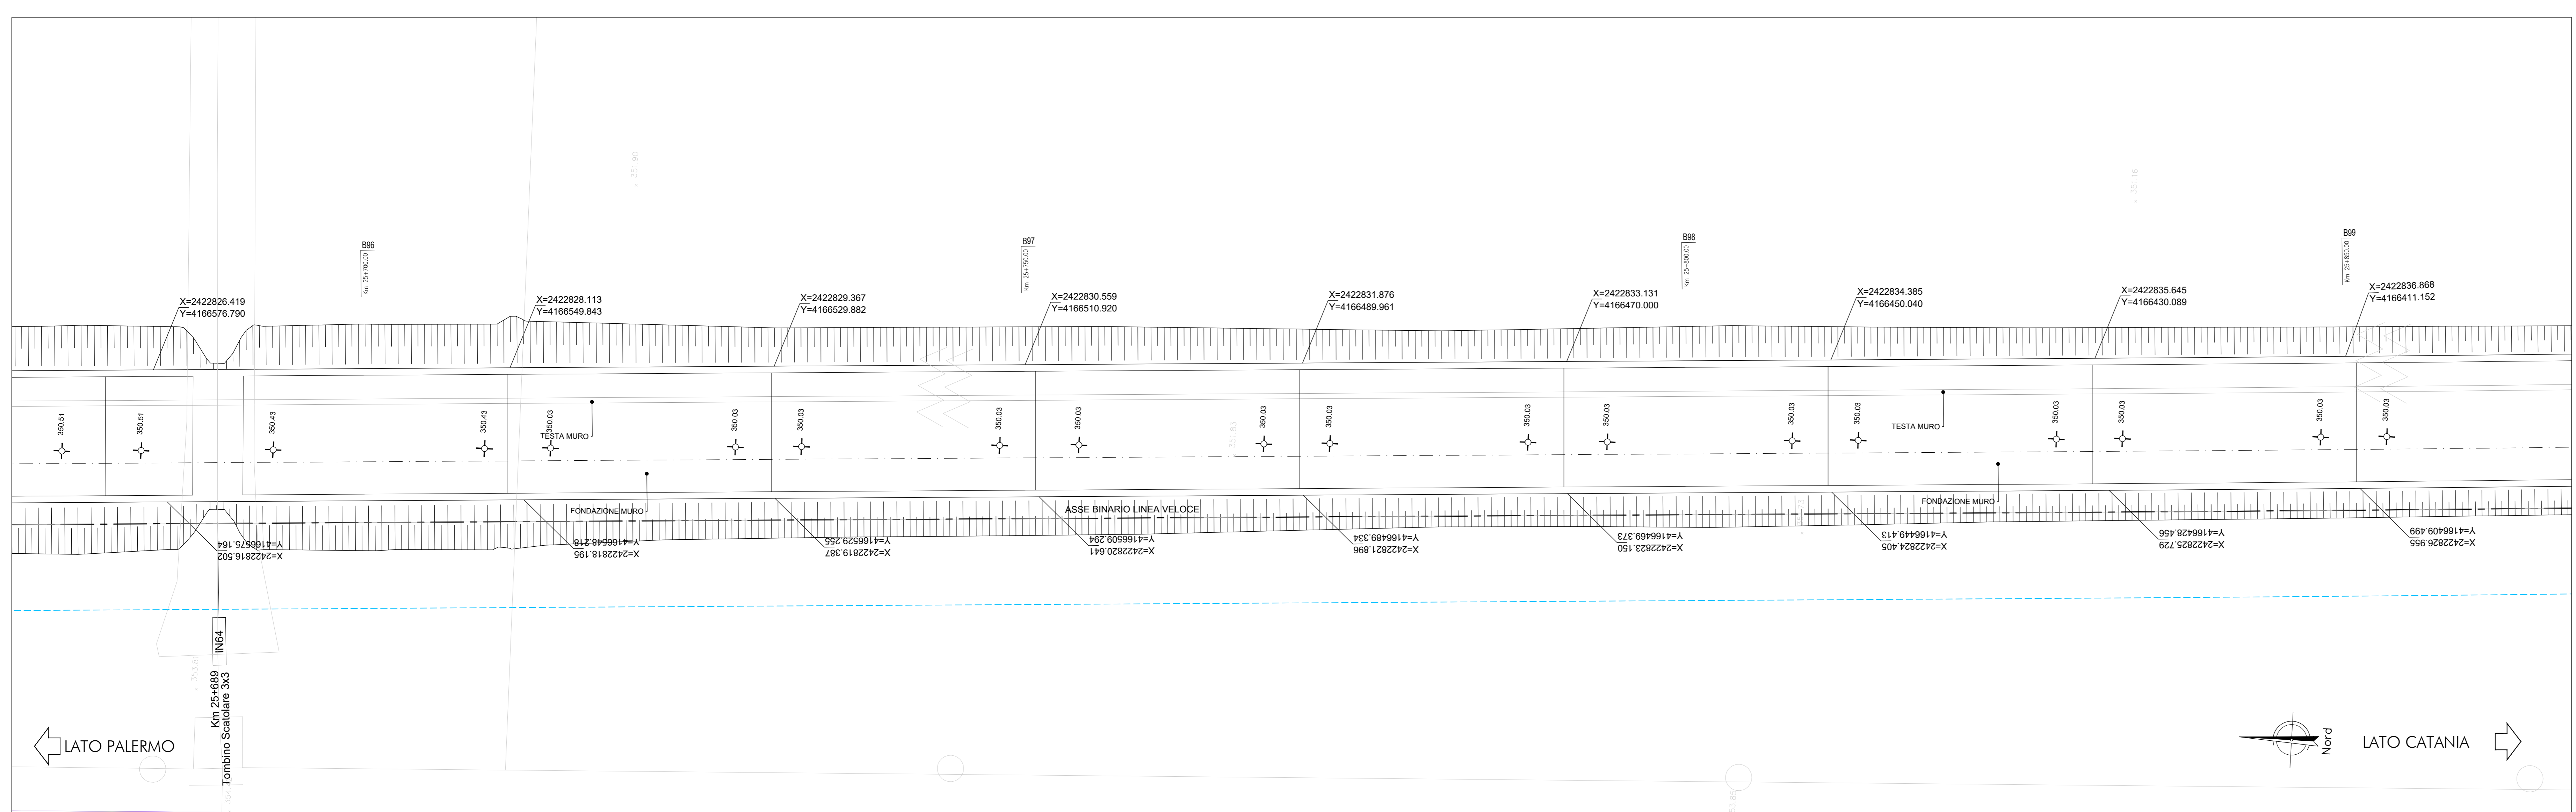 + 351.90
+ 351.16
B96
Km 25+700.00
B97
Km 25+750.00
B98
Km 25+800.00
B99
Km 25+850.00
X=2422826.419
Y=4166576.790
X=2422828.113
Y=4166549.843
X=2422829.367
Y=4166529.882
X=2422830.559
Y=4166510.920
X=2422831.876
Y=4166489.961
X=2422833.131
Y=4166470.000
X=2422834.385
Y=4166450.040
X=2422835.645
Y=4166430.089
X=2422836.868
Y=4166411.152
350.51
350.51
350.43
350.43
350.03
350.03
350.03
350.03
350.03
351.83
350.03
350.03
350.03
350.03
350.03
350.03
350.03
350.03
350.03
350.03
TESTA MURO
TESTA MURO
FONDAZIONE MURO
FONDAZIONE MURO
ASSE BINARIO LINEA VELOCE
X=2422816.502
Y=4166575.164
X=2422818.195
Y=4166548.218
X=2422819.387
Y=4166529.255
X=2422820.641
Y=4166509.294
X=2422821.896
Y=4166489.334
X=2422823.150
Y=4166469.373
X=2422824.405
Y=4166449.413
X=2422825.729
Y=4166428.456
X=2422826.955
Y=4166409.499
IN64
Km 25+689
Tombino Scatolare 3x3
LATO PALERMO
Nord
LATO CATANIA